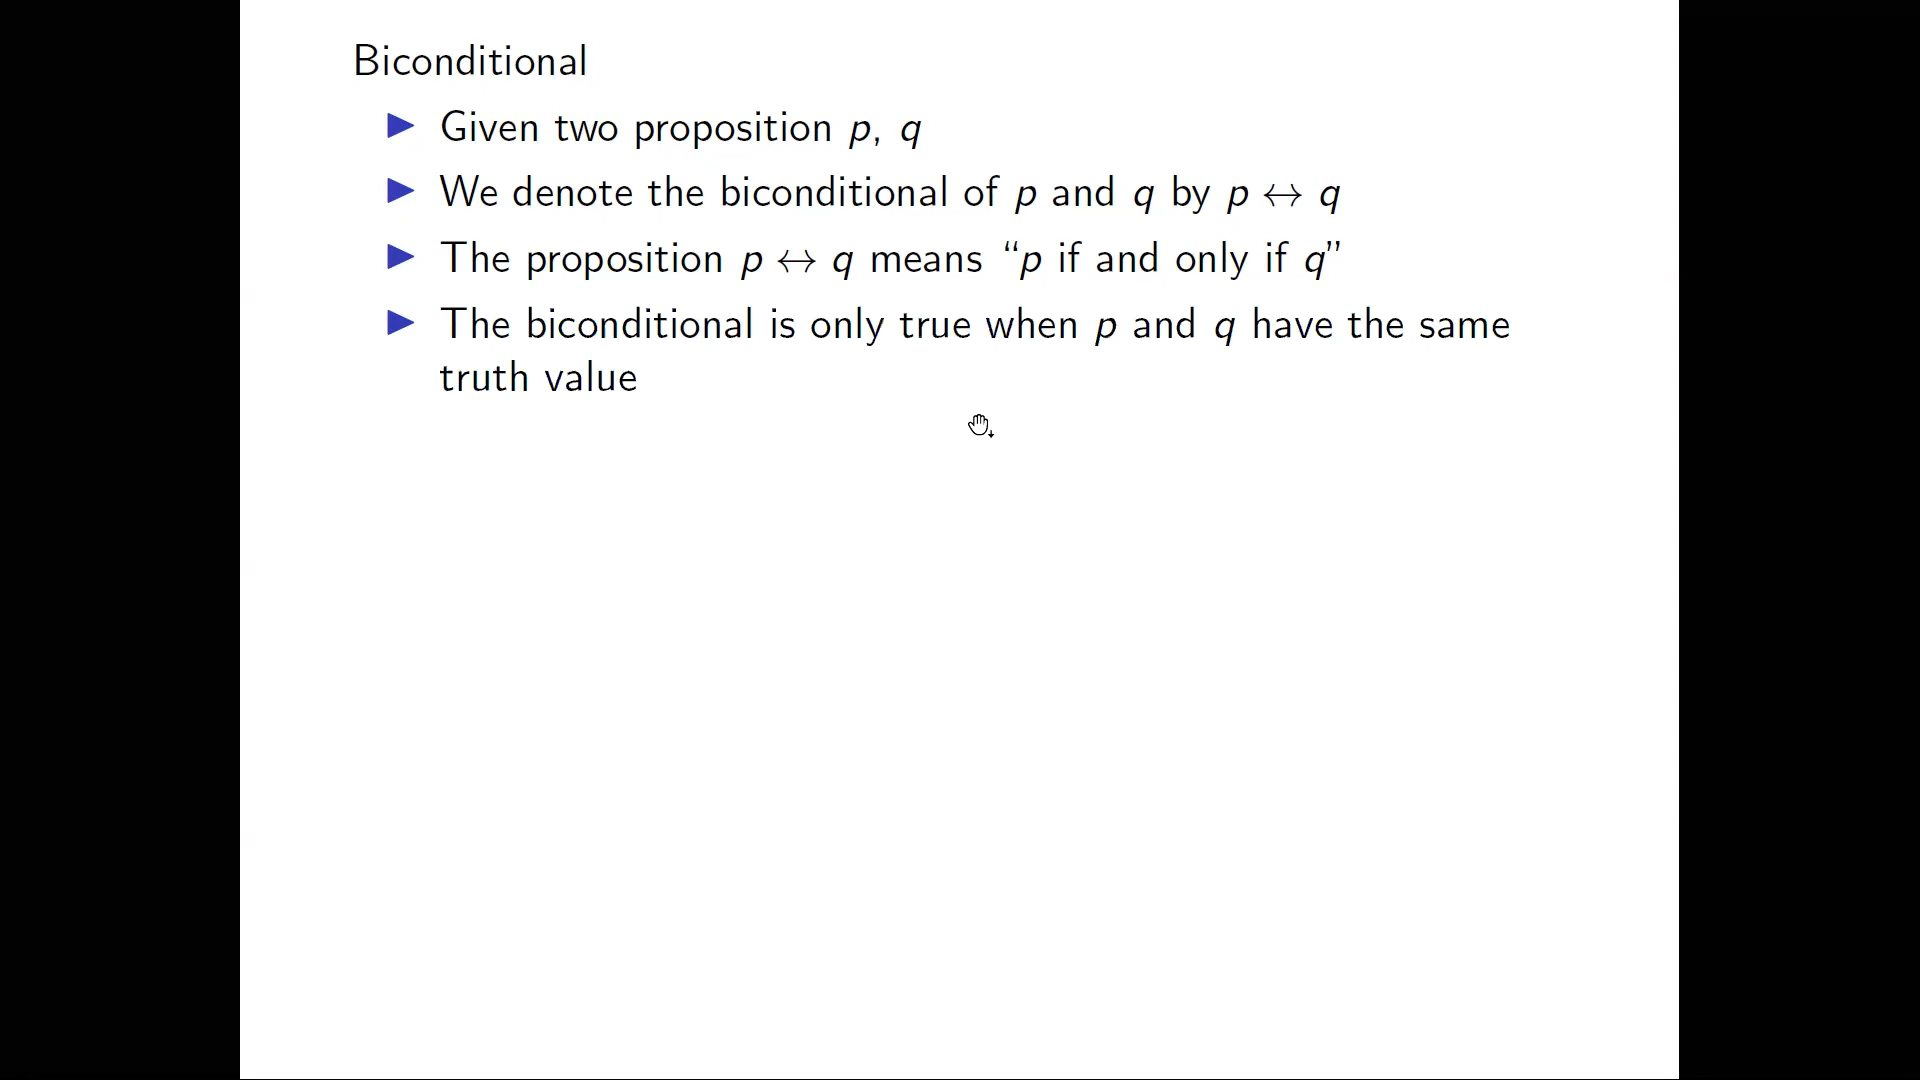 Biconditional
Given two proposition p, q
We denote the biconditional of p and q by p ↔ q
The proposition p ↔ q means “p if and only if q”
The biconditional is only true when p and q have the same
truth value